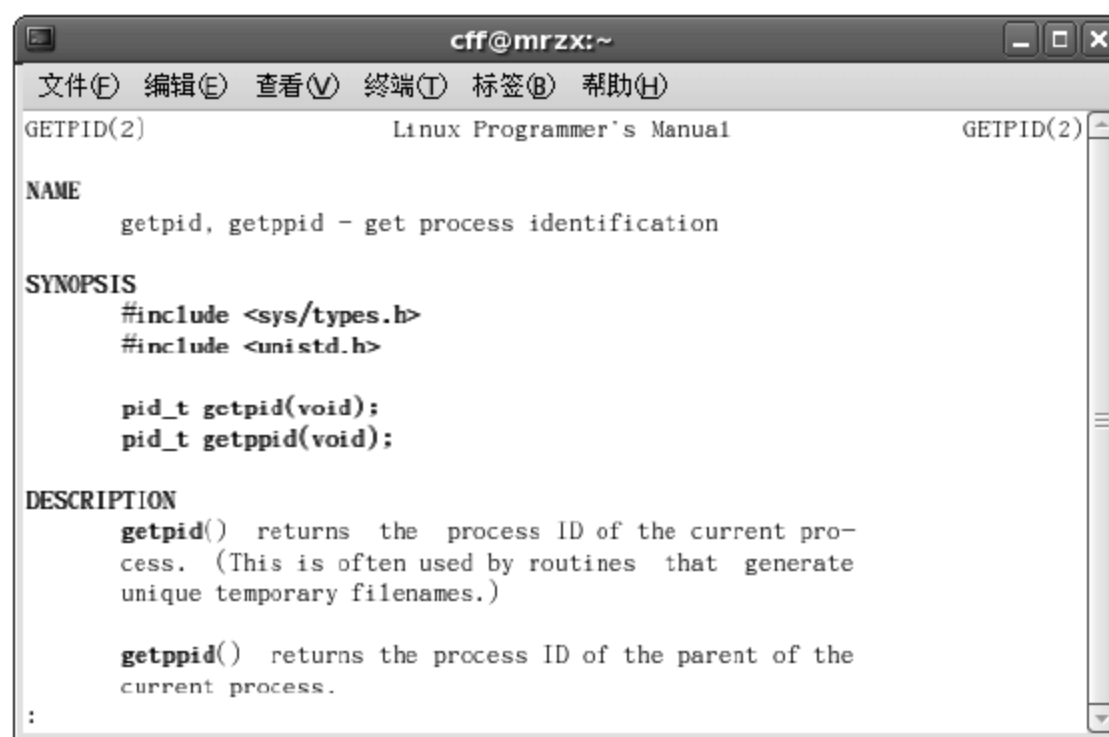 cff@mrzx:~
文件(F) 编辑(E) 查看(V) 终端(T) 标签(B) 帮助(H)
GETPID(2) Linux Programmer's Manual GETPID(2)
NAME
getpid, getppid - get process identification
SYNOPSIS
#include <sys/types.h>
#include <unistd.h>
pid_t getpid(void);
pid_t getppid(void);
DESCRIPTION
getpid() returns the process ID of the current pro-
cess. (This is often used by routines that generate
unique temporary filenames.)
getppid() returns the process ID of the parent of the
current process.
: